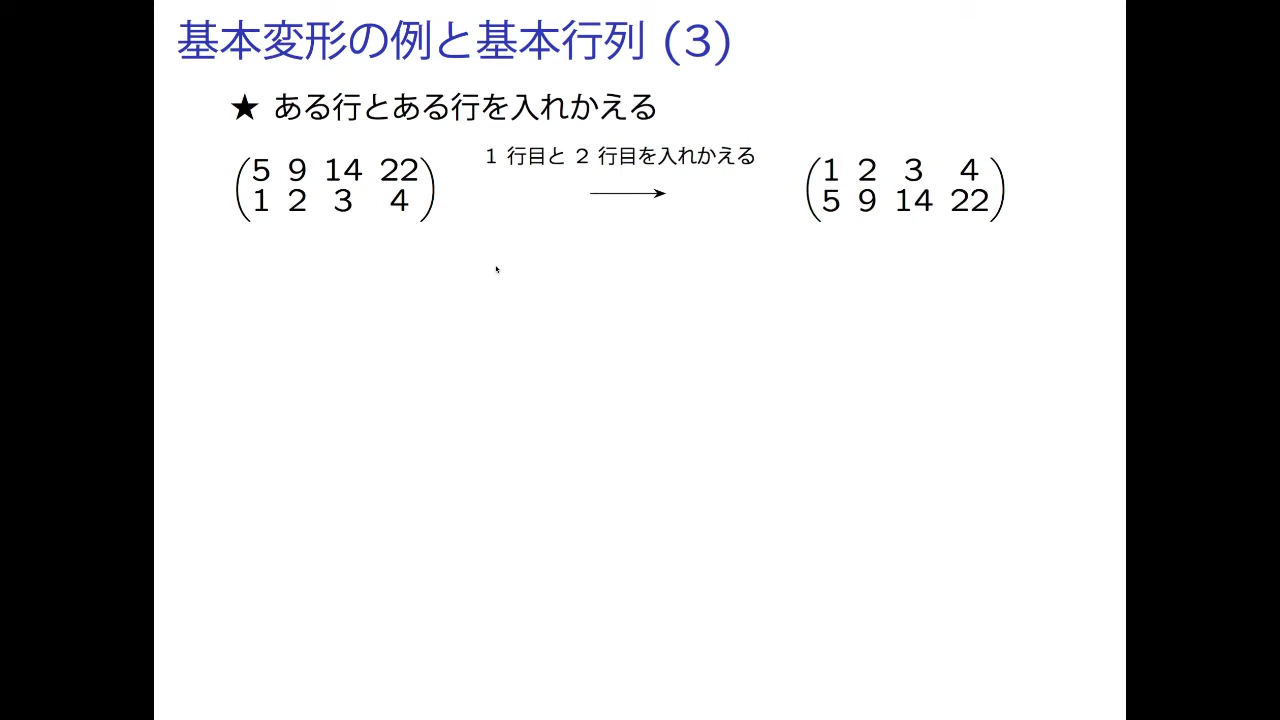 基本変形の例と基本行列 (3)
★ ある行とある行を入れかえる
1 行目と 2 行目を入れかえる
(5 9 14 22
1 2 3 4) → (1 2 3 4
5 9 14 22)